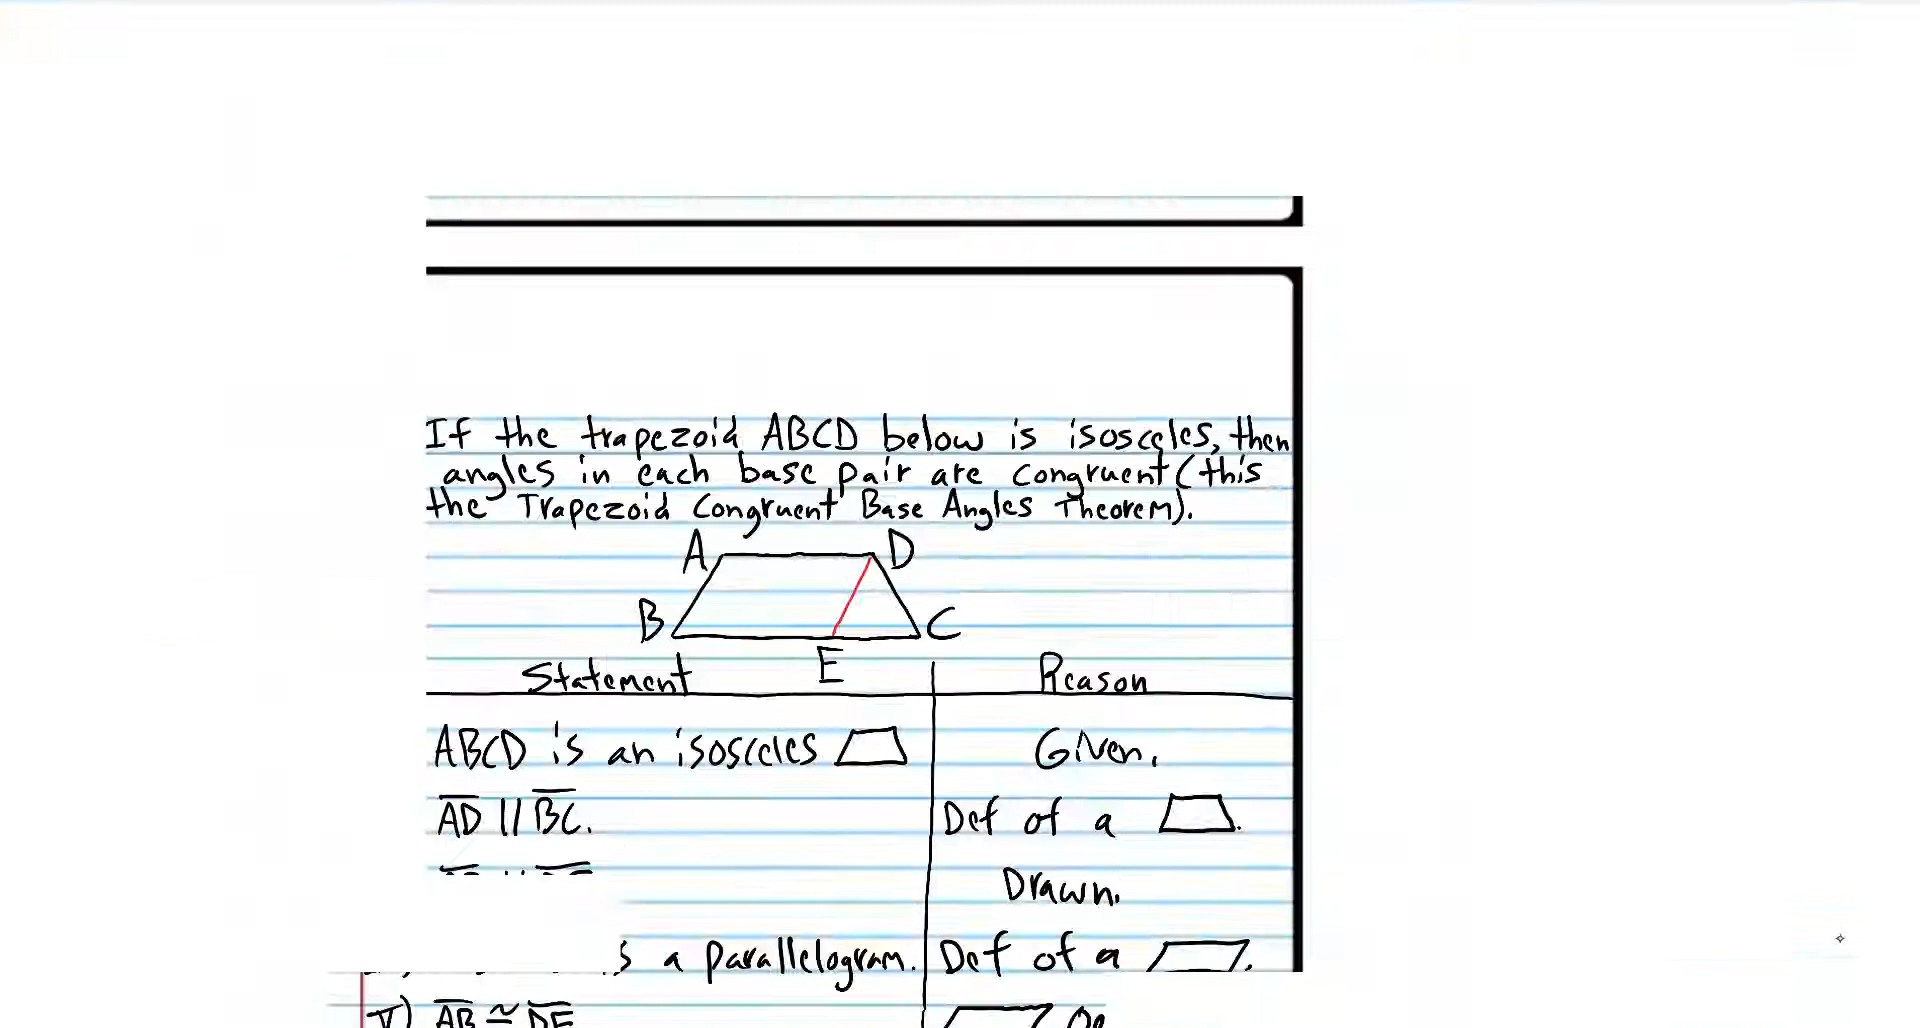 If the trapezoid ABCD below is isosceles, then
angles in each base pair are congruent (this
the Trapezoid Congruent Base Angles Theorem).
A D
B C
E
Statement Reason
ABCD is an isosceles Given.
AD || BC. Def of a
Drawn.
s a parallelogram. Def of a
V) AB ≅ DE